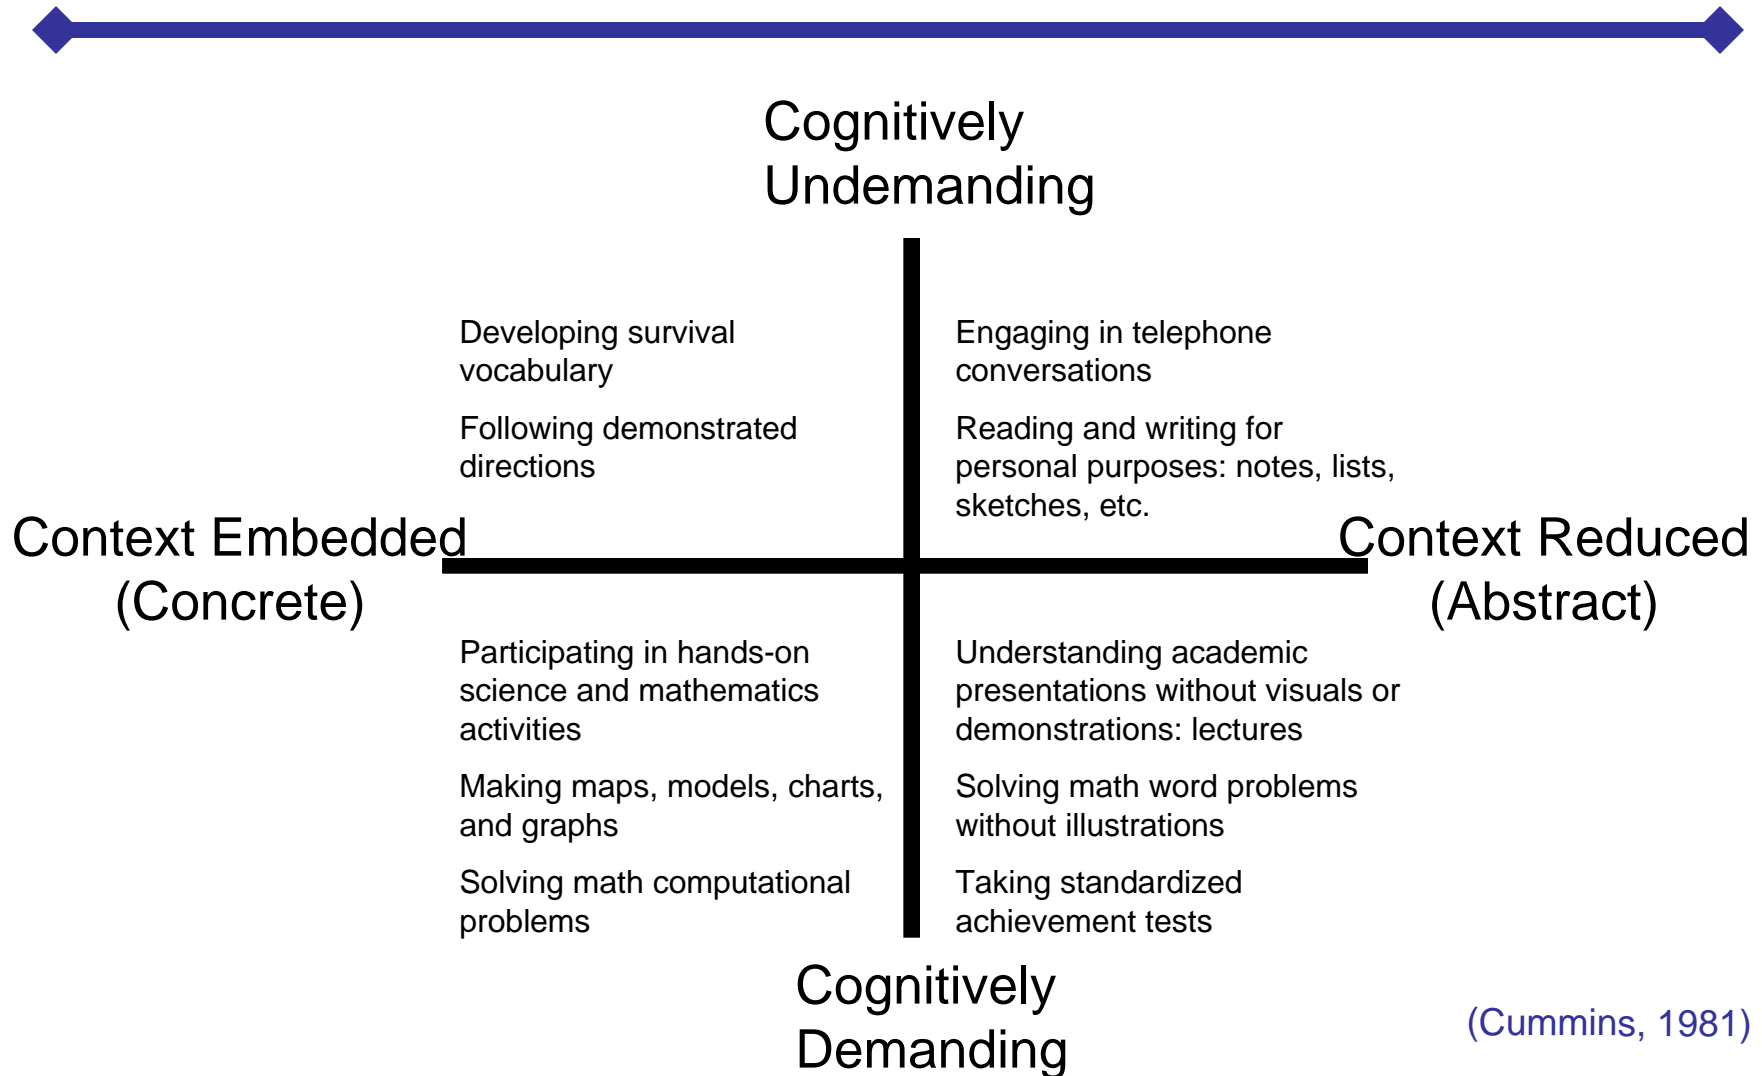 Cognitively
Undemanding
Developing survival
vocabulary
Following demonstrated
directions
Engaging in telephone
conversations
Reading and writing for
personal purposes: notes, lists,
sketches, etc.
Context Embedded
(Concrete)
Context Reduced
(Abstract)
Participating in hands-on
science and mathematics
activities
Making maps, models, charts,
and graphs
Solving math computational
problems
Understanding academic
presentations without visuals or
demonstrations: lectures
Solving math word problems
without illustrations
Taking standardized
achievement tests
Cognitively
Demanding
(Cummins, 1981)